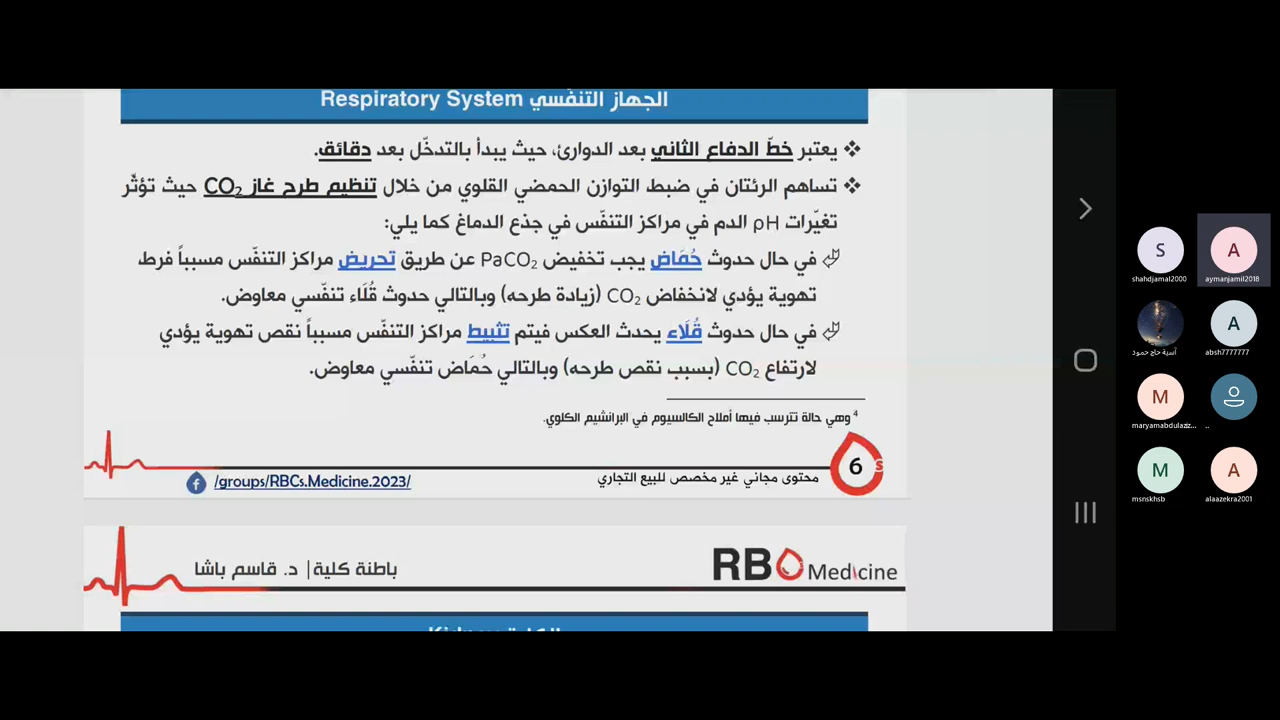 الجهاز التنفسي Respiratory System
❖ يعتبر خطّ الدفاع الثاني بعد الدوارئ، حيث يبدأ بالتدخّل بعد دقائق.
❖ تساهم الرئتان في ضبط التوازن الحمضي القلوي من خلال تنظيم طرح غاز CO₂ حيث تؤثّر
تغيّرات pH الدم في مراكز التنفّس في جذع الدماغ كما يلي:
في حال حدوث حُمَاض يجب تخفيض PaCO₂ عن طريق تحريض مراكز التنفّس مسبباً فرط
تهوية يؤدي لانخفاض CO₂ (زيادة طرحه) وبالتالي حدوث قُلَاء تنفّسي معاوض.
في حال حدوث قُلَاء يحدث العكس فيتم تثبيط مراكز التنفّس مسبباً نقص تهوية يؤدي
لارتفاع CO₂ (بسبب نقص طرحه) وبالتالي حُمَاض تنفّسي معاوض.
⁴ وهي حالة تترسب فيها أملاح الكالسيوم في البرانشيم الكلوي.
6
محتوى مجاني غير مخصص للبيع التجاري
/groups/RBCs.Medicine.2023/
RB Medicine
باطنة كلية | د. قاسم باشا
shahdjamal2000
aymanjamil2018
آسية حاج حمود
absh7777777
maryamabdulaziz...
..
msnskhsb
alaazekra2001
S
A
A
M
M
A